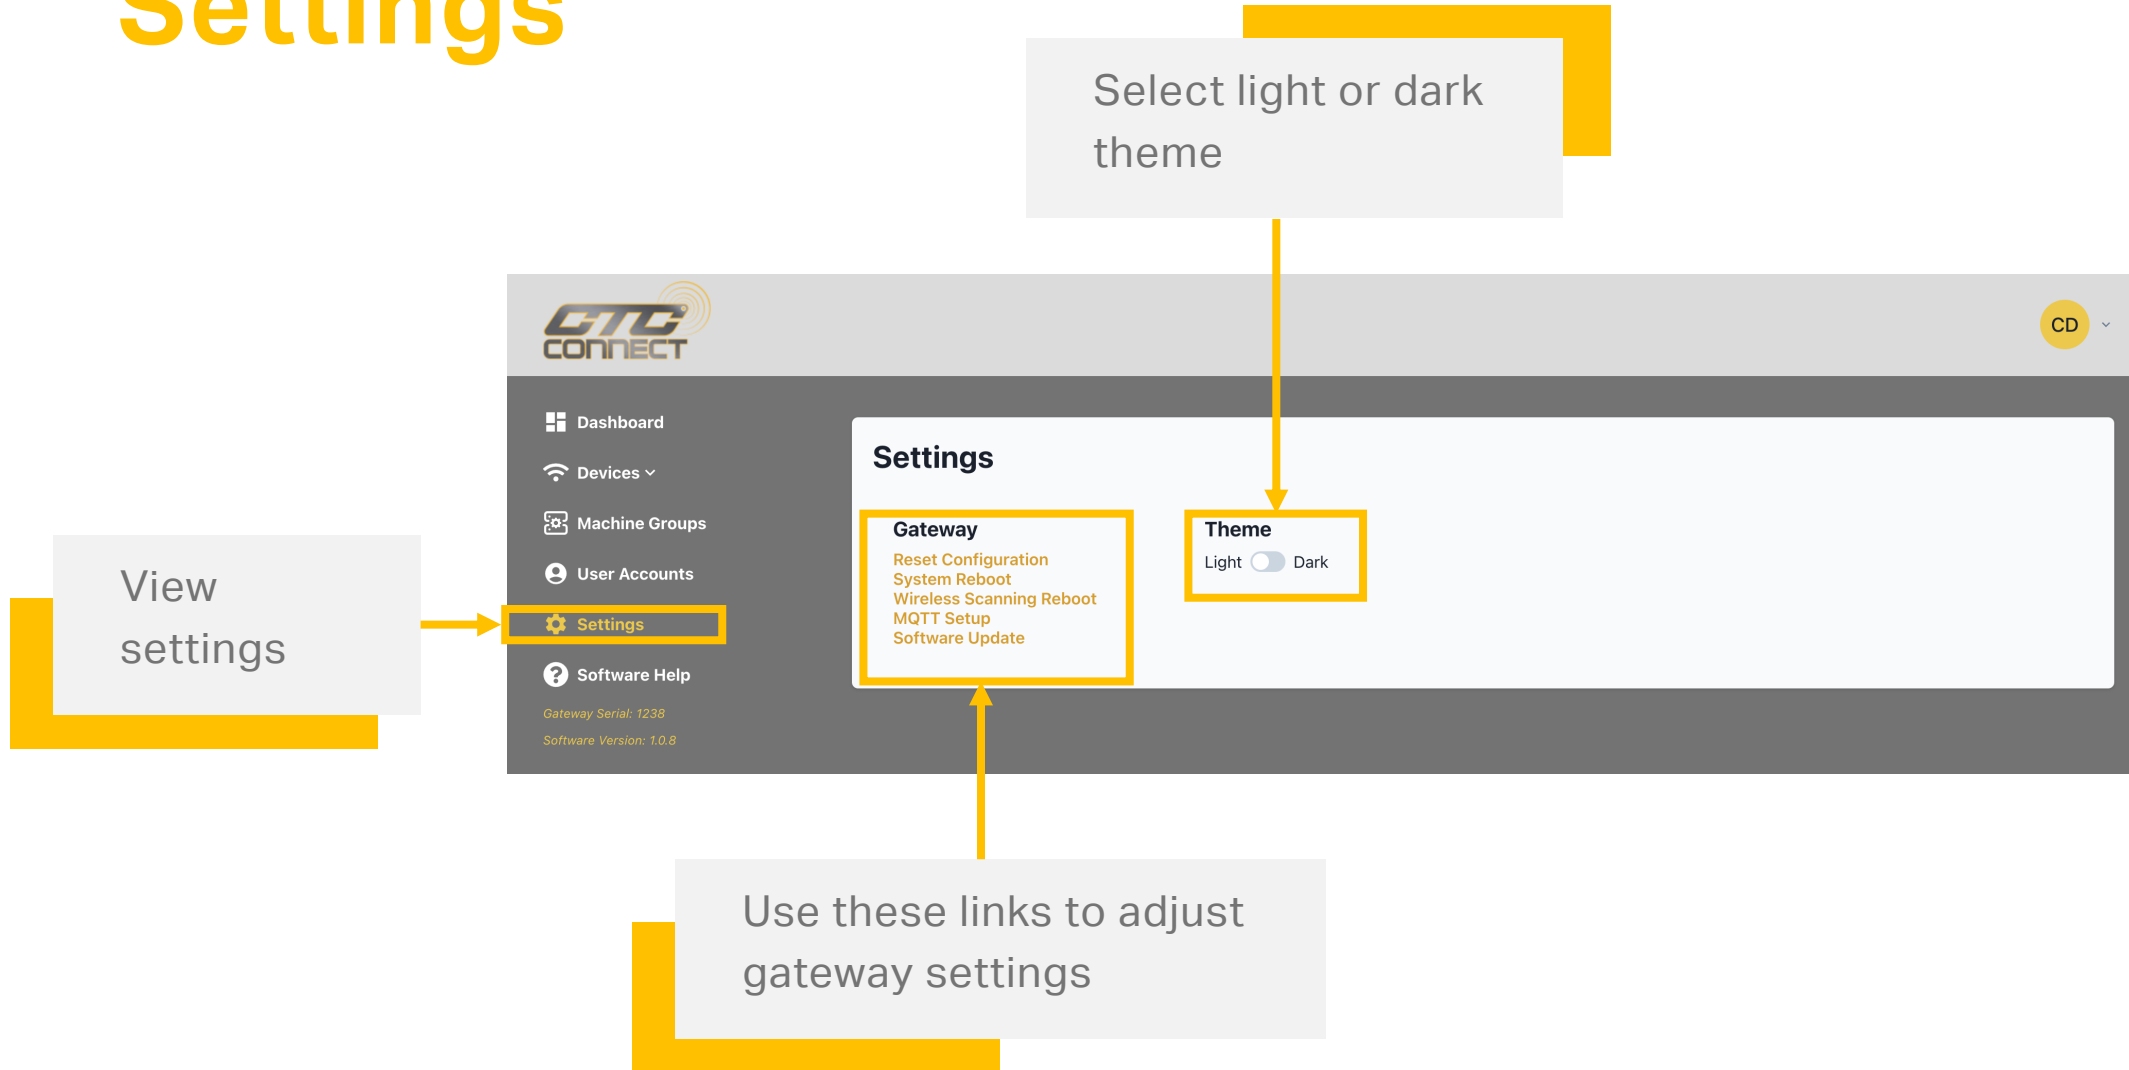 Settings
Select light or dark
theme
CTC
CONNECT
CD
Dashboard
Devices
Machine Groups
User Accounts
Settings
Software Help
Gateway Serial: 1238
Software Version: 1.0.8
Settings
Gateway
Reset Configuration
System Reboot
Wireless Scanning Reboot
MQTT Setup
Software Update
Theme
Light Dark
View
settings
Use these links to adjust
gateway settings